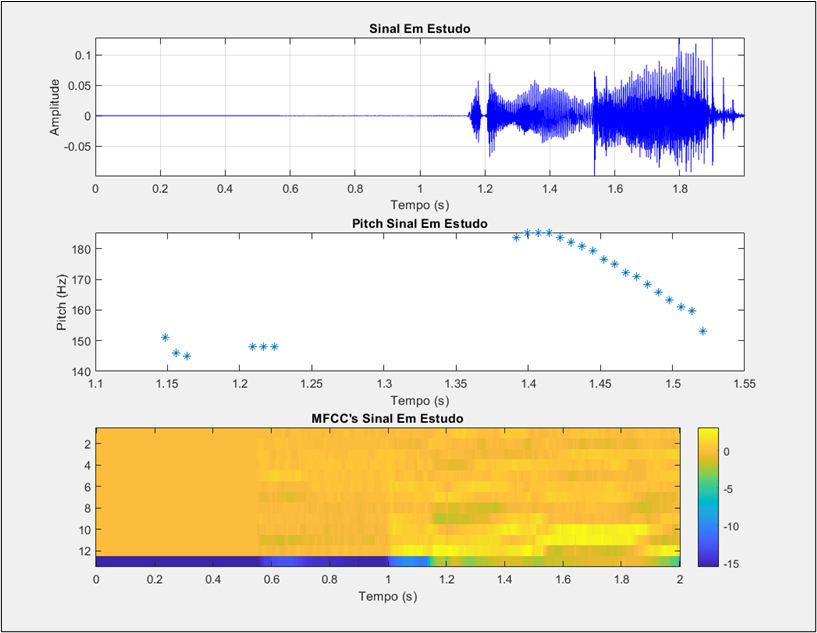 Sinal Em Estudo
0.1
0.05
0
-0.05
Amplitude
0 0.2 0.4 0.6 0.8 1 1.2 1.4 1.6 1.8
Tempo (s)
Pitch Sinal Em Estudo
180
170
160
150
140
Pitch (Hz)
1.1 1.15 1.2 1.25 1.3 1.35 1.4 1.45 1.5 1.55
Tempo (s)
MFCC's Sinal Em Estudo
2
4
6
8
10
12
0 0.2 0.4 0.6 0.8 1 1.2 1.4 1.6 1.8 2
Tempo (s)
0
-5
-10
-15